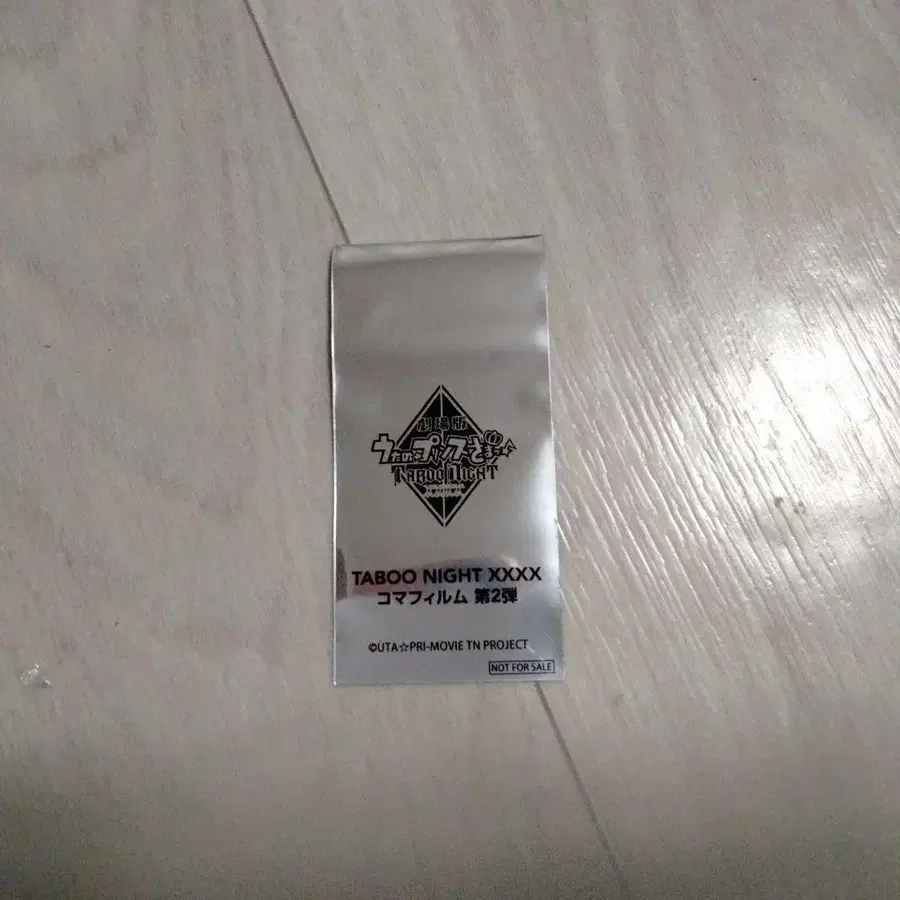 劇場版
うたの☆プリンスさまっ♪
TABOO NIGHT
XXXX
TABOO NIGHT XXXX
コマフィルム 第2弾
©UTA☆PRI-MOVIE TN PROJECT
NOT FOR SALE